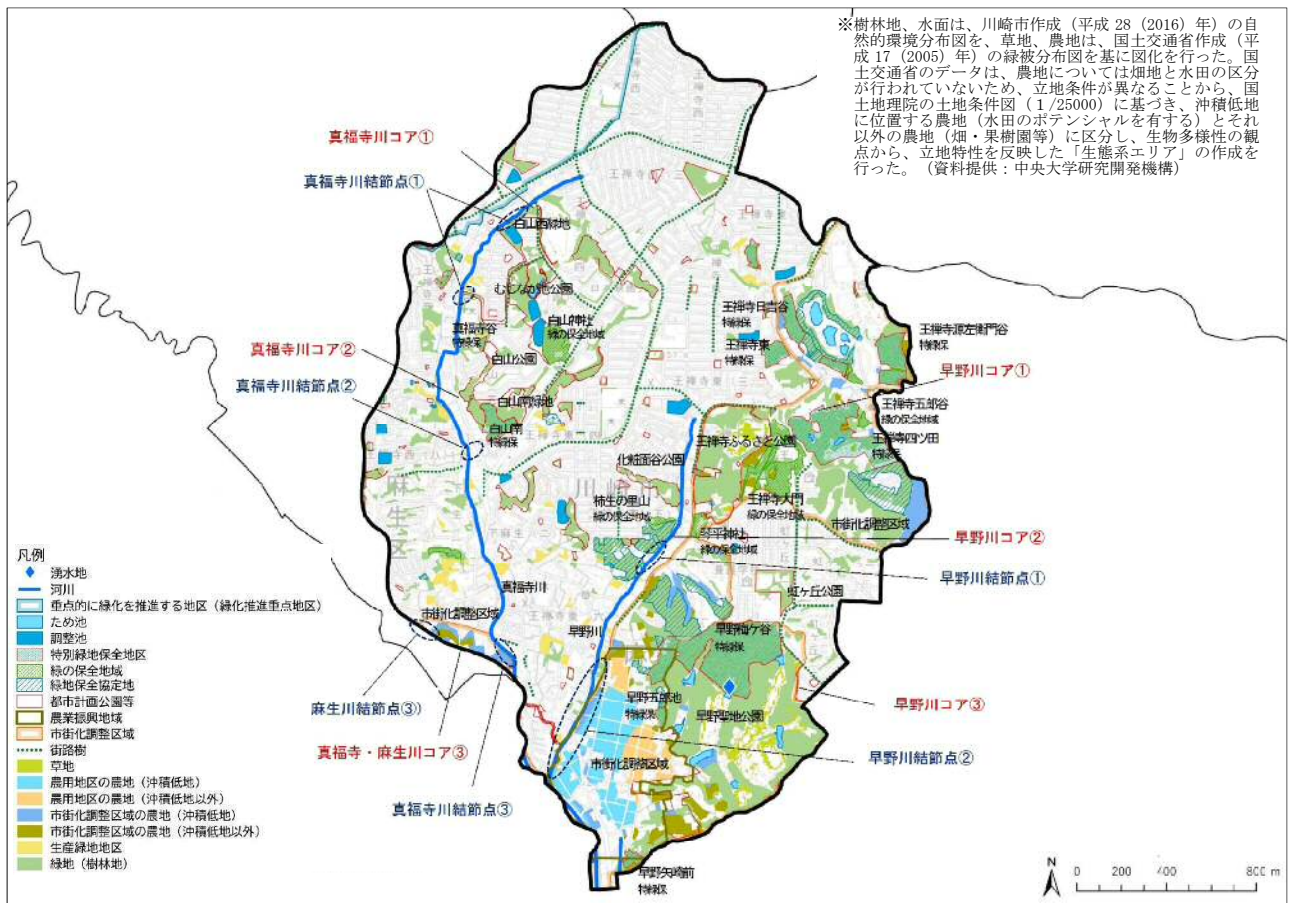 ※樹林地、水面は、川崎市作成（平成 28（2016）年）の自
然的環境分布図を、草地、農地は、国土交通省作成（平
成 17（2005）年）の緑被分布図を基に図化を行った。国
土交通省のデータは、農地については畑地と水田の区分
が行われていないため、立地条件が異なることから、国
土地理院の土地条件図（１/25000）に基づき、沖積低地
に位置する農地（水田のポテンシャルを有する）とそれ
以外の農地（畑・果樹園等）に区分し、生物多様性の観
点から、立地特性を反映した「生態系エリア」の作成を
行った。（資料提供：中央大学研究開発機構）
真福寺川コア①
真福寺川結節点①
白山西緑地
むじなが池公園
真福寺谷
特緑保
白山神社
緑の保全地域
王禅寺日吉谷
特緑保
王禅寺源左衛門谷
特緑保
王禅寺東
特緑保
真福寺川コア②
白山公園
真福寺川結節点②
早野川コア①
白山南緑地
白山南
特緑保
王禅寺五郎谷
緑の保全地域
王禅寺四ツ田
特緑保
王禅寺ふるさと公園
化粧面谷公園
川崎
麻生区
柿生の里山
緑の保全地域
王禅寺大門
緑の保全地域
市街化調整区域
琴平神社
緑の保全地域
早野川コア②
早野川結節点①
虹ヶ丘公園
真福寺川
市街化調整区域
早野川
早野梅ケ谷
特緑保
早野五郎池
特緑保
早野聖地公園
早野川コア③
麻生川結節点③)
真福寺・麻生川コア③
市街化調整区域
早野川結節点②
真福寺川結節点③
早野矢崎前
特緑保
凡例
湧水地
河川
重点的に緑化を推進する地区（緑化推進重点地区）
ため池
調整池
特別緑地保全地区
緑の保全地域
緑地保全協定地
都市計画公園等
農業振興地域
市街化調整区域
街路樹
草地
農用地区の農地（沖積低地）
農用地区の農地（沖積低地以外）
市街化調整区域の農地（沖積低地）
市街化調整区域の農地（沖積低地以外）
生産緑地地区
緑地（樹林地）
N
0 200 400 800 m